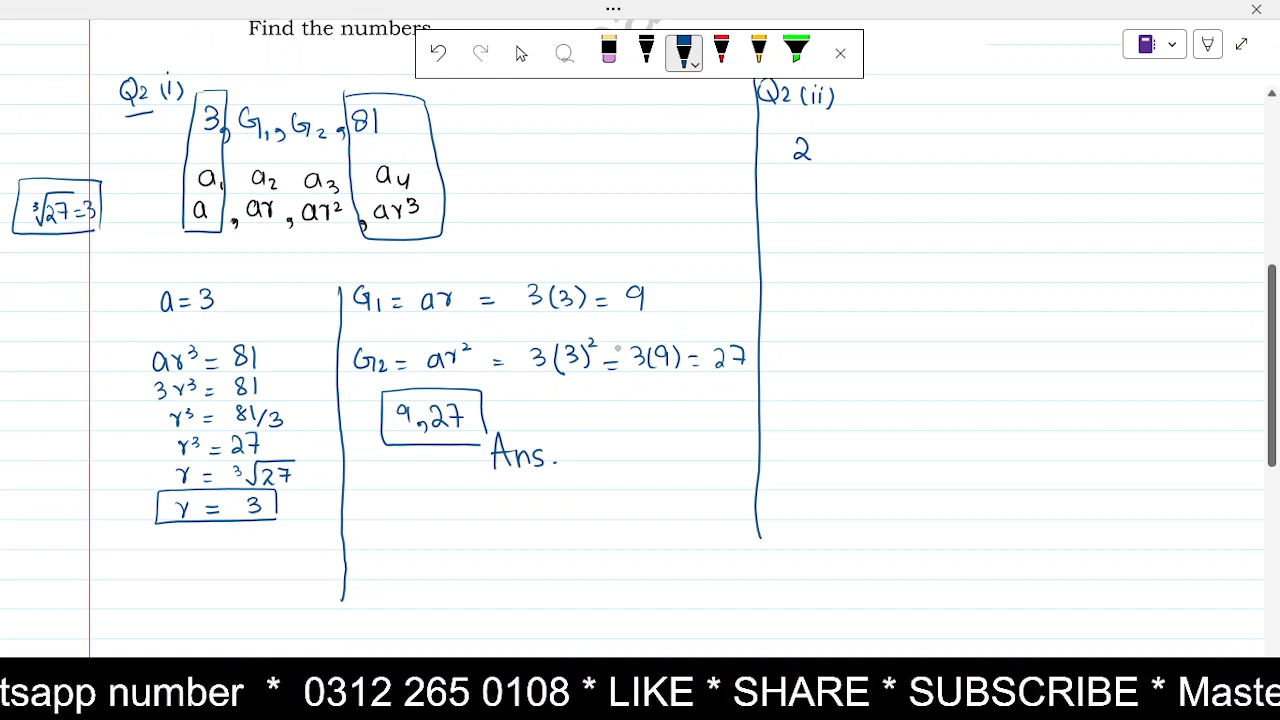 Find the numbers
Q2 (i)
3, G1, G2, 81
a1 a2 a3 a4
a, ar, ar², ar³
³√27 = 3
a = 3
ar³ = 81
3r³ = 81
r³ = 81/3
r³ = 27
r = ³√27
r = 3
G1 = ar = 3(3) = 9
G2 = ar² = 3(3)² = 3(9) = 27
9, 27
Ans.
Q2 (ii)
2
tsapp number * 0312 265 0108 * LIKE * SHARE * SUBSCRIBE * Maste